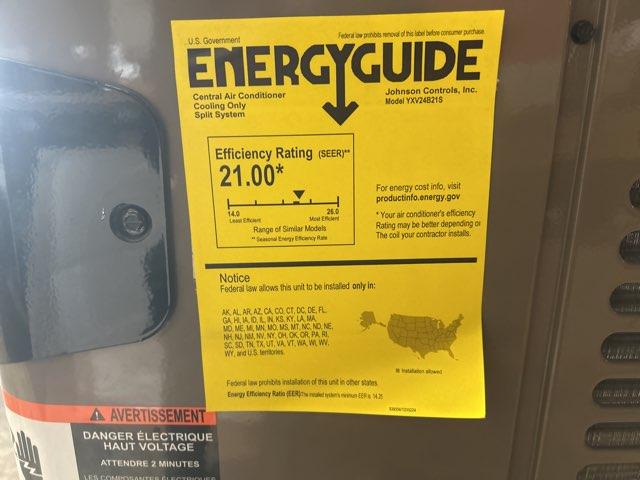 U.S. Government
Federal law prohibits removal of this label before consumer purchase.
ENERGYGUIDE
Central Air Conditioner
Cooling Only
Split System
Johnson Controls, Inc.
Model YXV24B21S
Efficiency Rating (SEER)**
21.00*
14.0
26.0
Least Efficient
Most Efficient
Range of Similar Models
** Seasonal Energy Efficiency Rate
For energy cost info, visit
productinfo.energy.gov
* Your air conditioner's efficiency
Rating may be better depending on
The coil your contractor installs.
Notice
Federal law allows this unit to be installed only in:
AK, AL, AR, AZ, CA, CO, CT, DC, DE, FL,
GA, HI, IA, ID, IL, IN, KS, KY, LA, MA,
MD, ME, MI, MN, MO, MS, MT, NC, ND, NE,
NH, NJ, NM, NV, NY, OH, OK, OR, PA, RI,
SC, SD, TN, TX, UT, VA, VT, WA, WI, WV,
WY, and U.S. territories.
Installation allowed
Federal law prohibits installation of this unit in other states.
Energy Efficiency Ratio (EER): The installed system's minimum EER is 14.25
AVERTISSEMENT
DANGER ÉLECTRIQUE
HAUT VOLTAGE
ATTENDRE 2 MINUTES
LES COMPOSANTES ÉLECTRIQUES